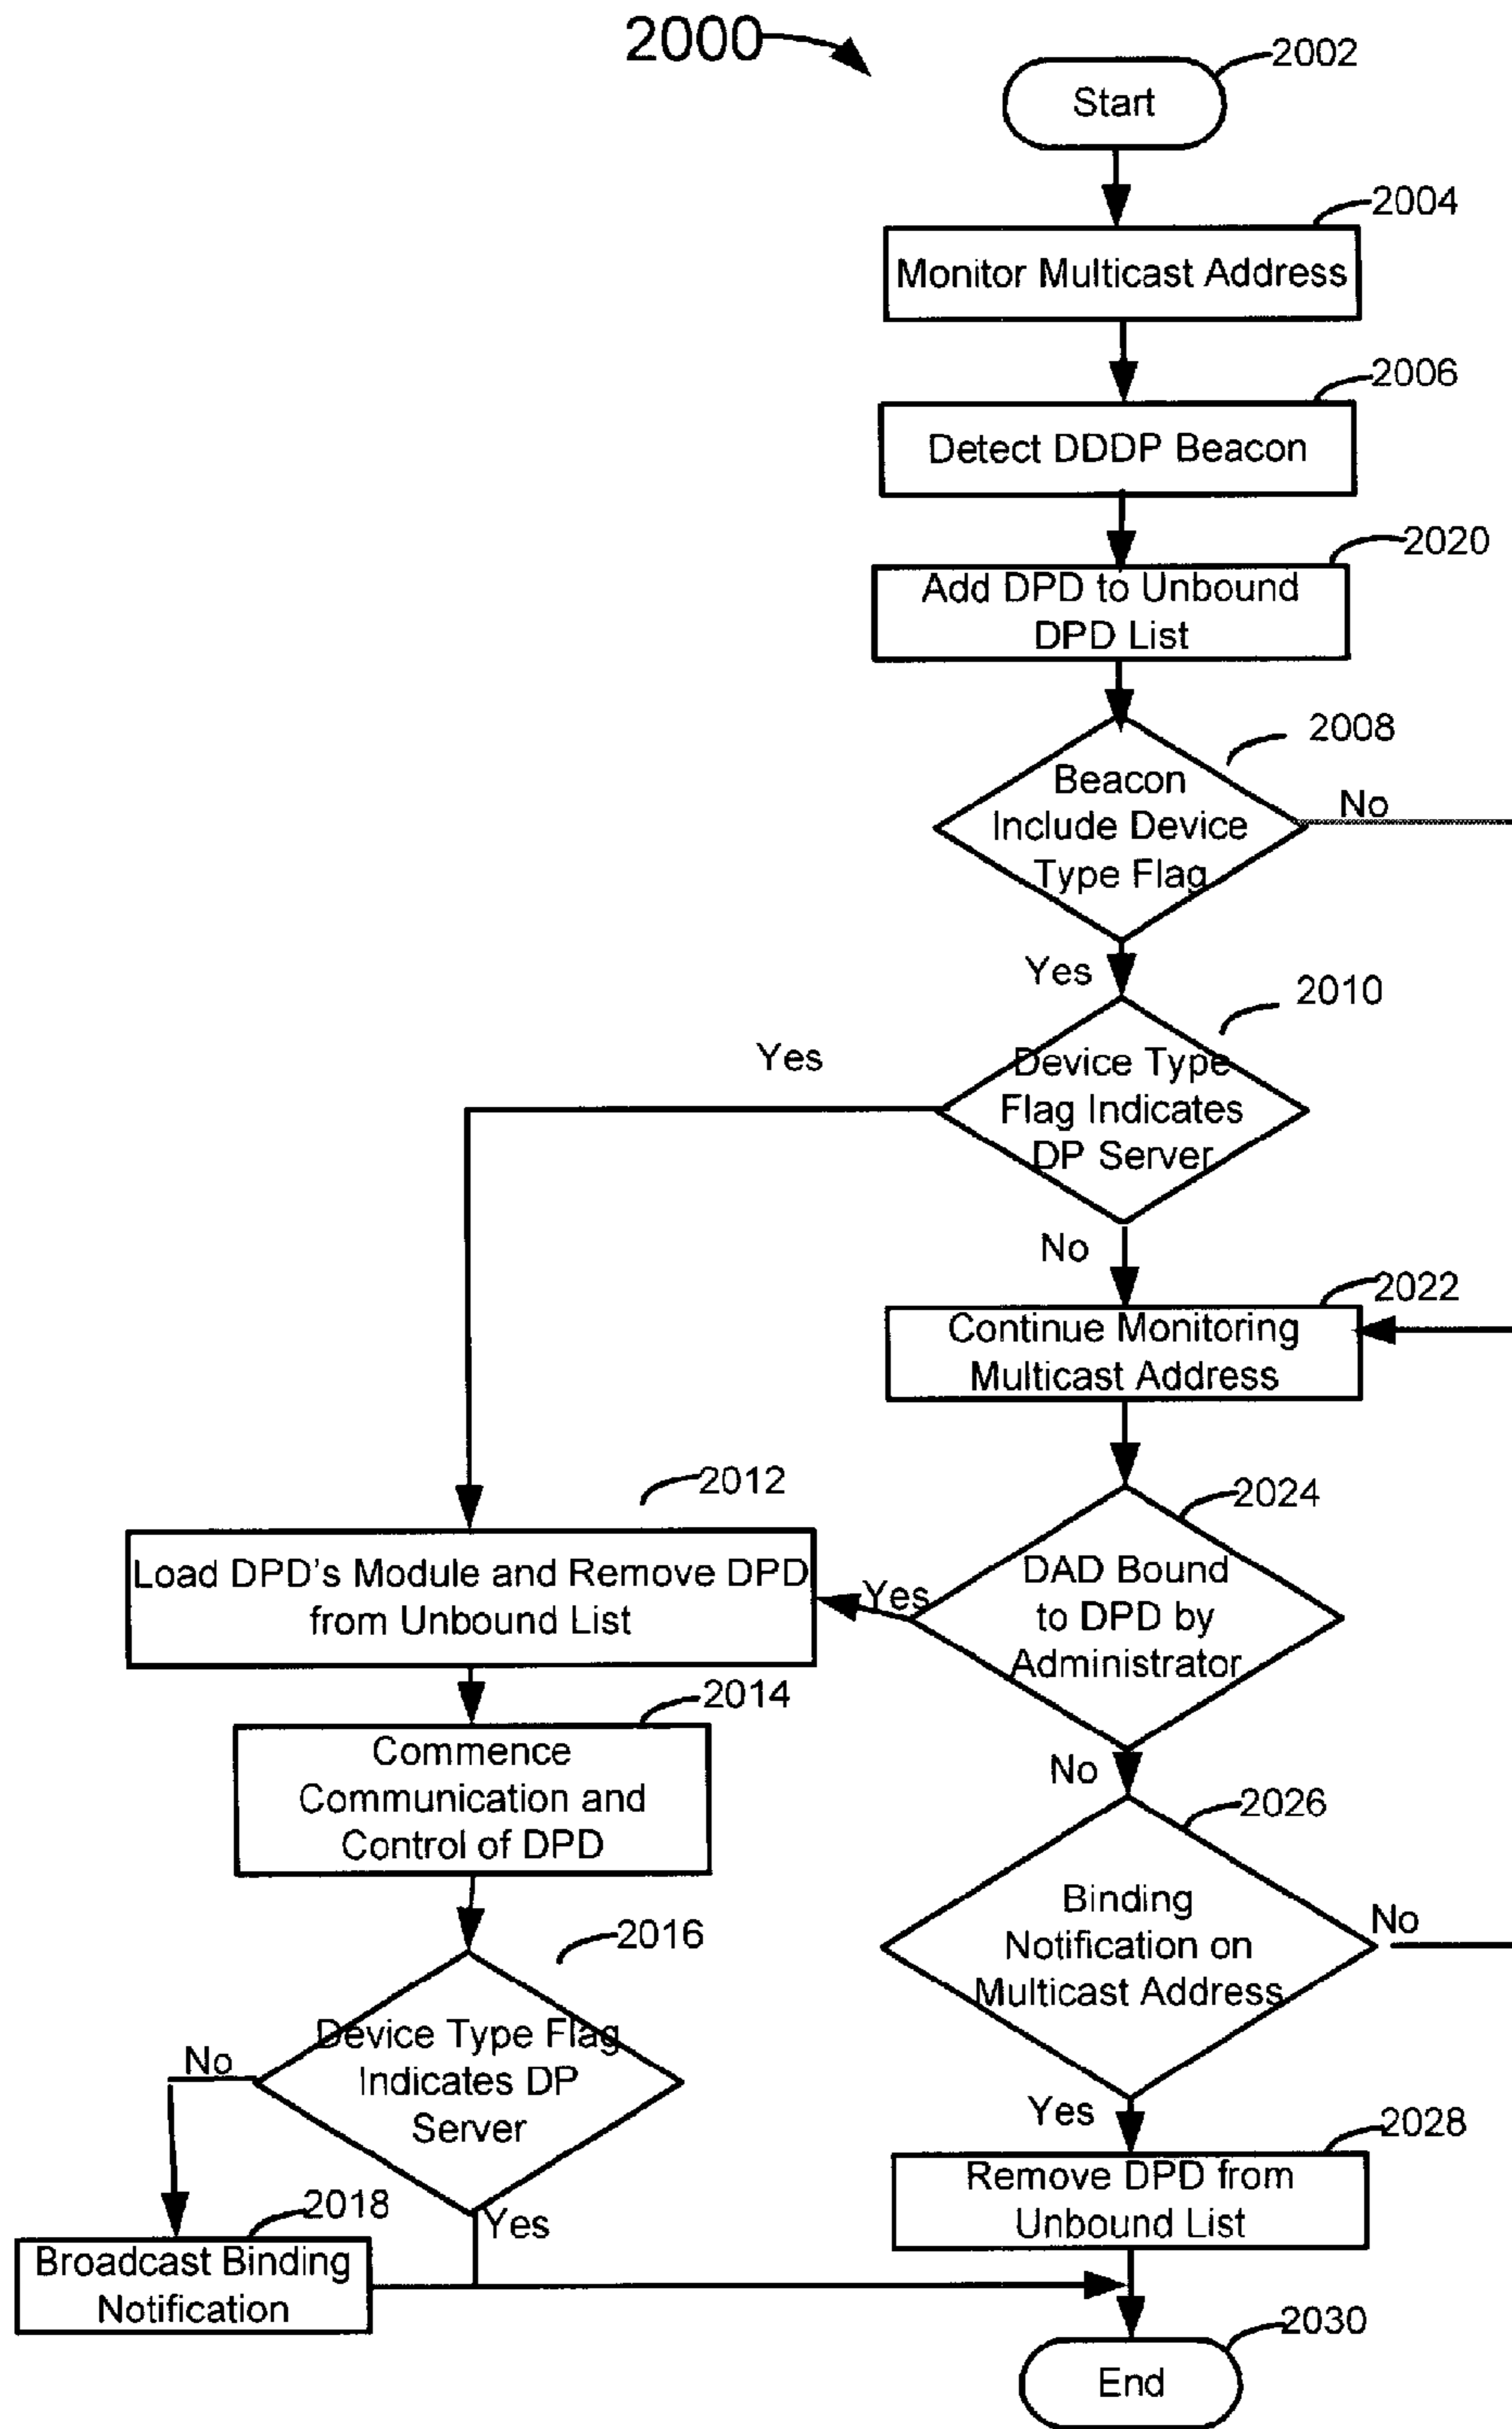 2000
2002
Start
2004
Monitor Multicast Address
2006
Detect DDDP Beacon
2020
Add DPD to Unbound
DPD List
2008
Beacon
Include Device
Type Flag
No
Yes
2010
Device Type
Flag Indicates
DP Server
Yes
No
2022
Continue Monitoring
Multicast Address
2012
Load DPD's Module and Remove DPD
from Unbound List
2024
DAD Bound
to DPD by
Administrator
Yes
No
2014
Commence
Communication and
Control of DPD
2026
Binding
Notification on
Multicast Address
No
Yes
2016
Device Type Flag
Indicates DP
Server
No
Yes
2018
Broadcast Binding
Notification
2028
Remove DPD from
Unbound List
2030
End